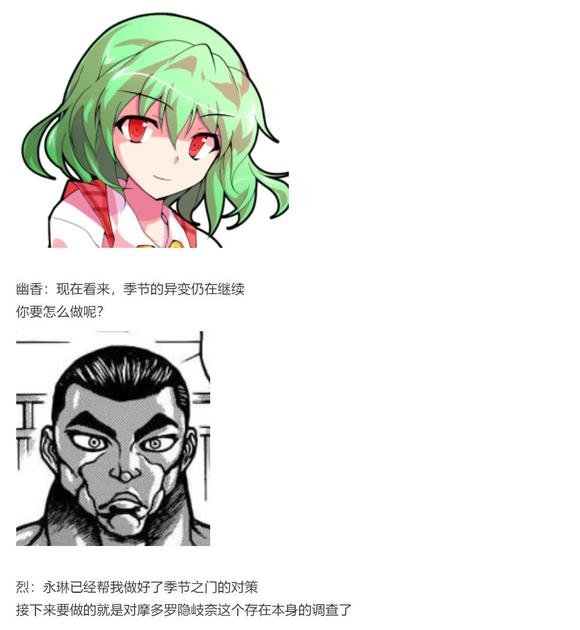 幽香：现在看来，季节的异变仍在继续
你要怎么做呢？
烈：永琳已经帮我做好了季节之门的对策
接下来要做的就是对摩多罗隐岐奈这个存在本身的调查了